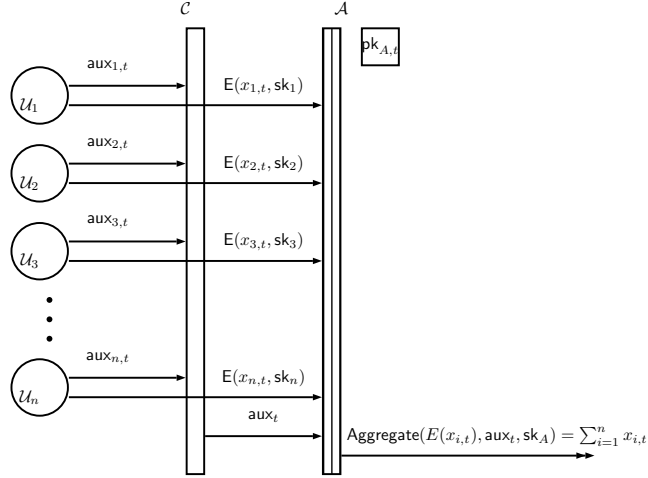 𝒞 𝒜
pk_{A,t}
aux_{1,t}
E(x_{1,t}, sk_1)
𝒰_1
aux_{2,t}
E(x_{2,t}, sk_2)
𝒰_2
aux_{3,t}
E(x_{3,t}, sk_3)
𝒰_3
aux_{n,t}
E(x_{n,t}, sk_n)
𝒰_n
aux_t
Aggregate(E(x_{i,t}), aux_t, sk_A) = ∑_{i=1}^{n} x_{i,t}